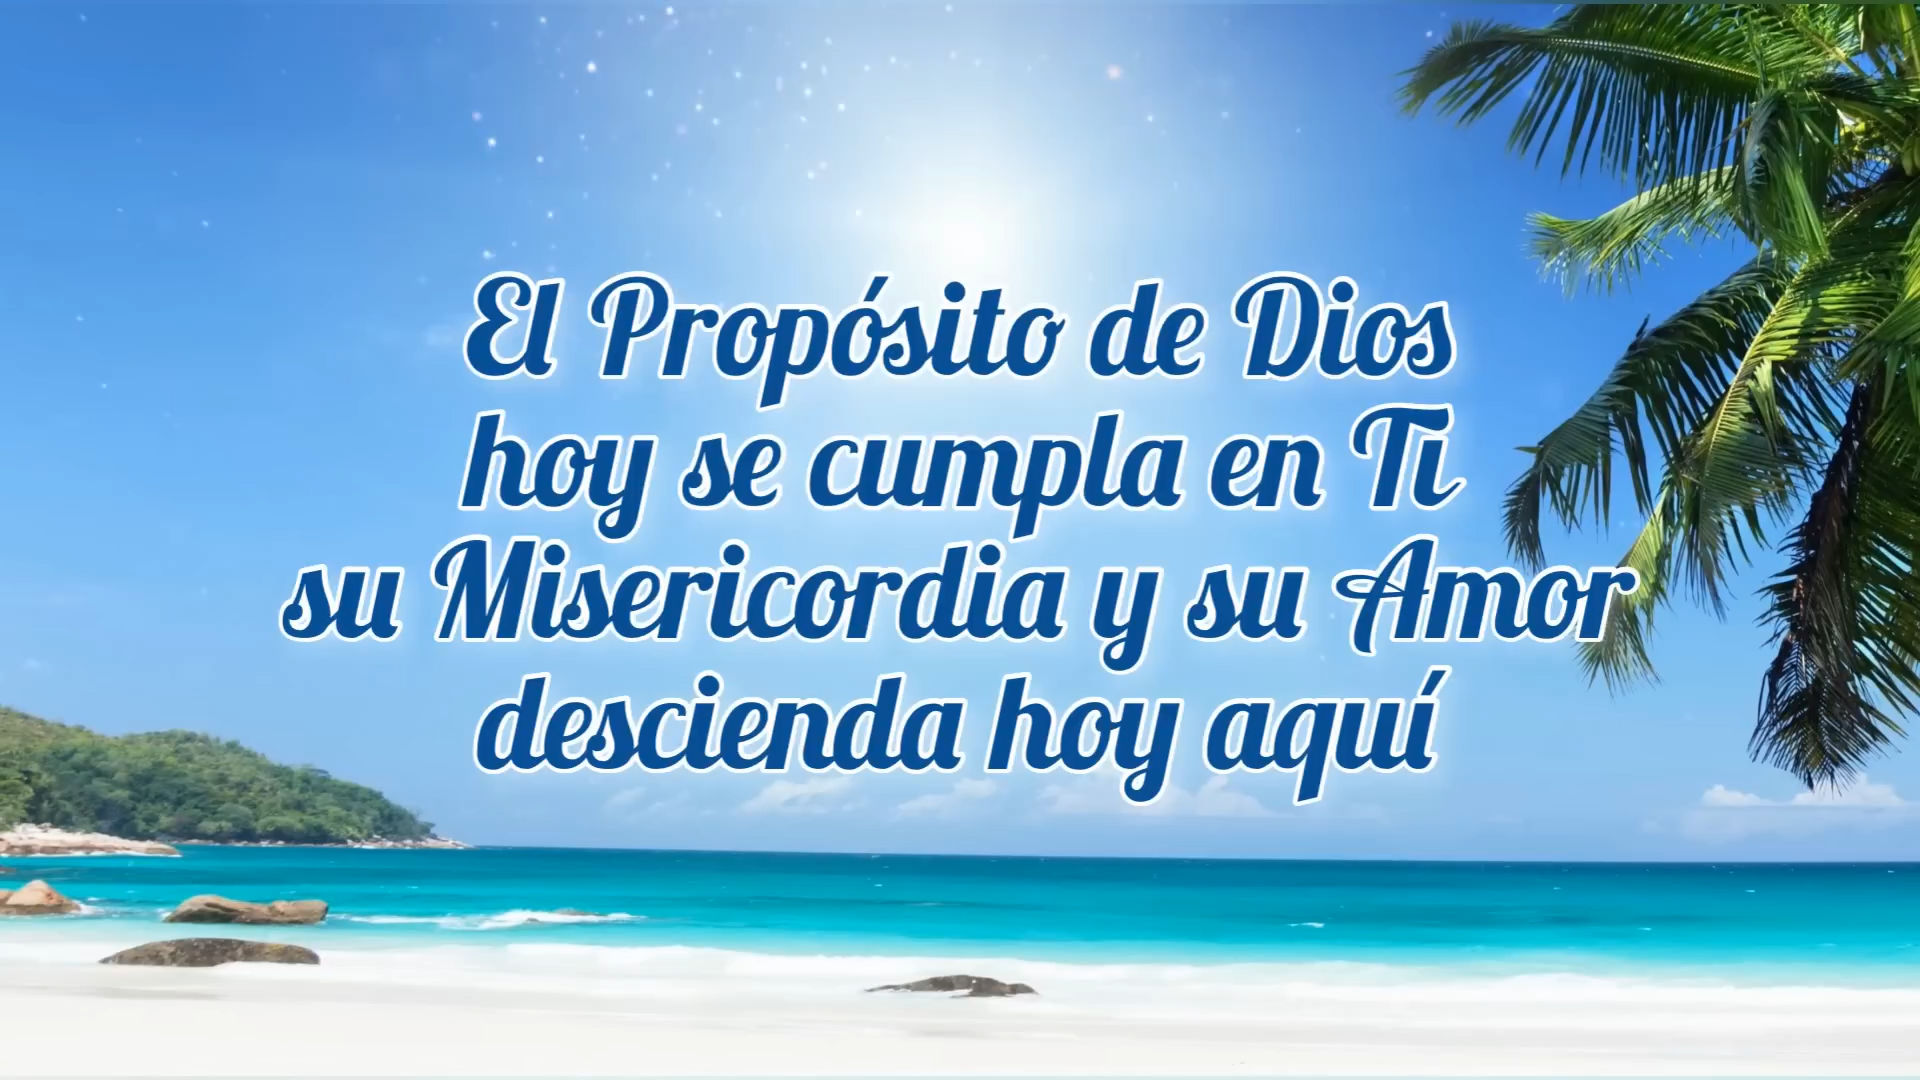 El Propósito de Dios
hoy se cumpla en Ti
su Misericordia y su Amor
descienda hoy aquí